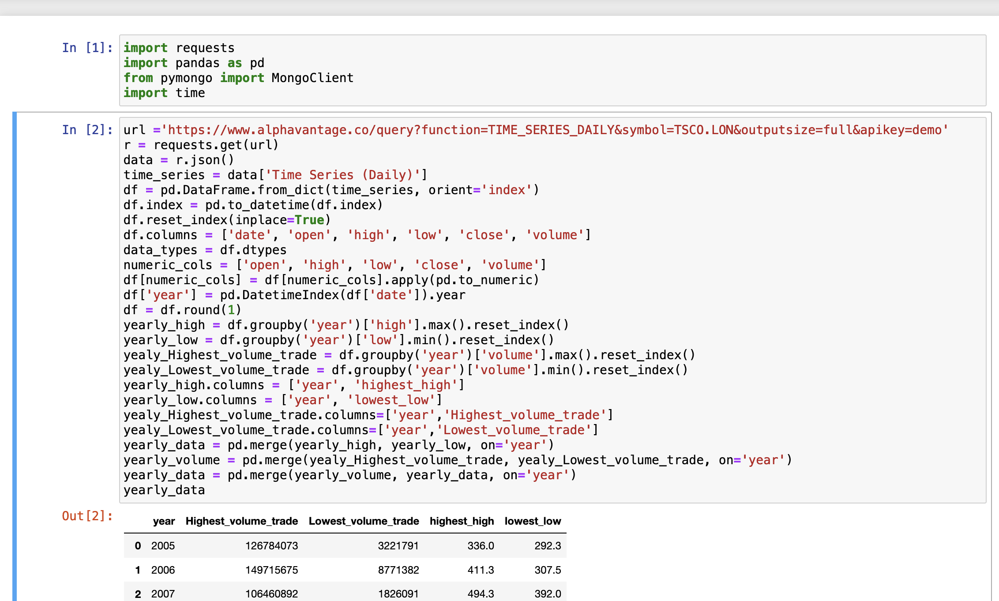 In [1]: import requests
import pandas as pd
from pymongo import MongoClient
import time
In [2]: url ='https://www.alphavantage.co/query?function=TIME_SERIES_DAILY&symbol=TSCO.LON&outputsize=full&apikey=demo'
r = requests.get(url)
data = r.json()
time_series = data['Time Series (Daily)']
df = pd.DataFrame.from_dict(time_series, orient='index')
df.index = pd.to_datetime(df.index)
df.reset_index(inplace=True)
df.columns = ['date', 'open', 'high', 'low', 'close', 'volume']
data_types = df.dtypes
numeric_cols = ['open', 'high', 'low', 'close', 'volume']
df[numeric_cols] = df[numeric_cols].apply(pd.to_numeric)
df['year'] = pd.DatetimeIndex(df['date']).year
df = df.round(1)
yearly_high = df.groupby('year')['high'].max().reset_index()
yearly_low = df.groupby('year')['low'].min().reset_index()
yealy_Highest_volume_trade = df.groupby('year')['volume'].max().reset_index()
yealy_Lowest_volume_trade = df.groupby('year')['volume'].min().reset_index()
yearly_high.columns = ['year', 'highest_high']
yearly_low.columns = ['year', 'lowest_low']
yealy_Highest_volume_trade.columns=['year','Highest_volume_trade']
yealy_Lowest_volume_trade.columns=['year','Lowest_volume_trade']
yearly_data = pd.merge(yearly_high, yearly_low, on='year')
yearly_volume = pd.merge(yealy_Highest_volume_trade, yealy_Lowest_volume_trade, on='year')
yearly_data = pd.merge(yearly_volume, yearly_data, on='year')
yearly_data
Out[2]:
year Highest_volume_trade Lowest_volume_trade highest_high lowest_low
0 2005 126784073 3221791 336.0 292.3
1 2006 149715675 8771382 411.3 307.5
2 2007 106460892 1826091 494.3 392.0